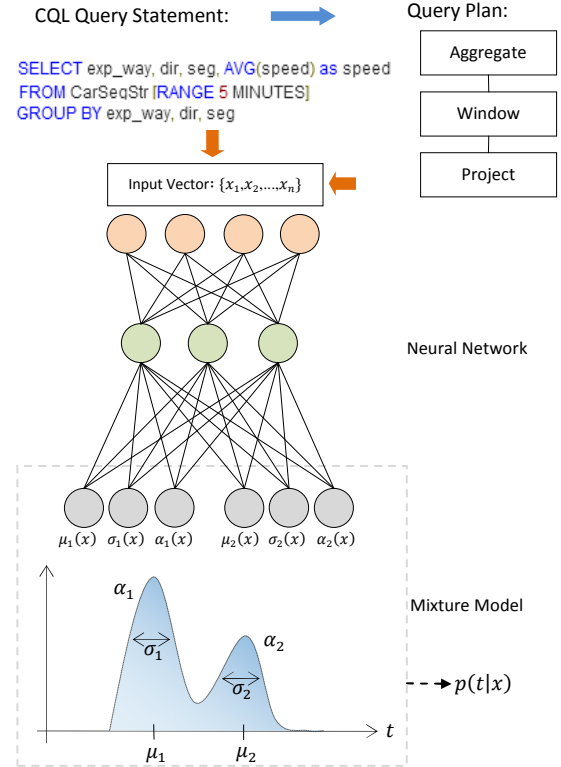 CQL Query Statement:
Query Plan:
SELECT exp_way, dir, seg, AVG(speed) as speed
FROM CarSeqStr [RANGE 5 MINUTES]
GROUP BY exp_way, dir, seg
Aggregate
Window
Project
Input Vector: {x₁,x₂,...,xₙ}
Neural Network
μ₁(x) σ₁(x) α₁(x) μ₂(x) σ₂(x) α₂(x)
Mixture Model
α₁
α₂
σ₁
σ₂
p(t|x)
t
μ₁
μ₂